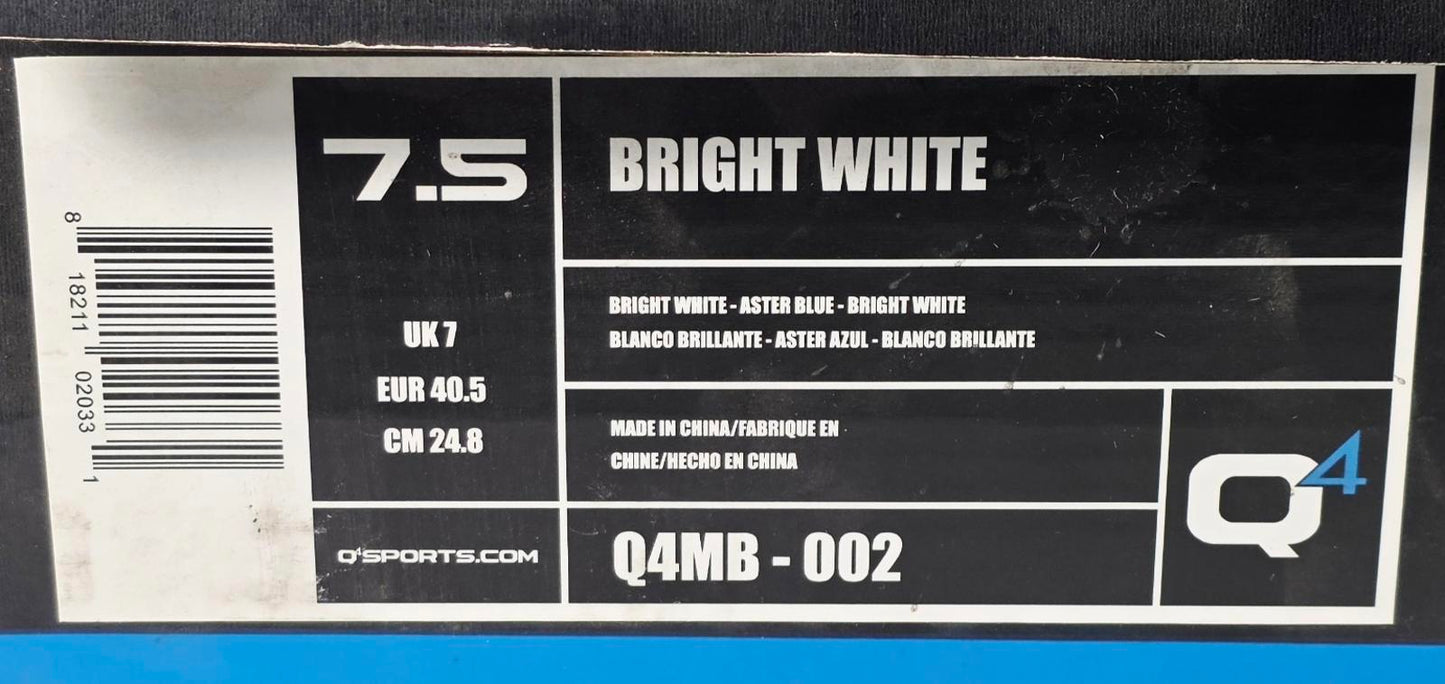 8 18211 02033 1
7.5
UK 7
EUR 40.5
CM 24.8
Q4SPORTS.COM
BRIGHT WHITE
BRIGHT WHITE - ASTER BLUE - BRIGHT WHITE
BLANCO BRILLANTE - ASTER AZUL - BLANCO BRILLANTE
MADE IN CHINA/FABRIQUE EN
CHINE/HECHO EN CHINA
Q4MB - 002
Q4